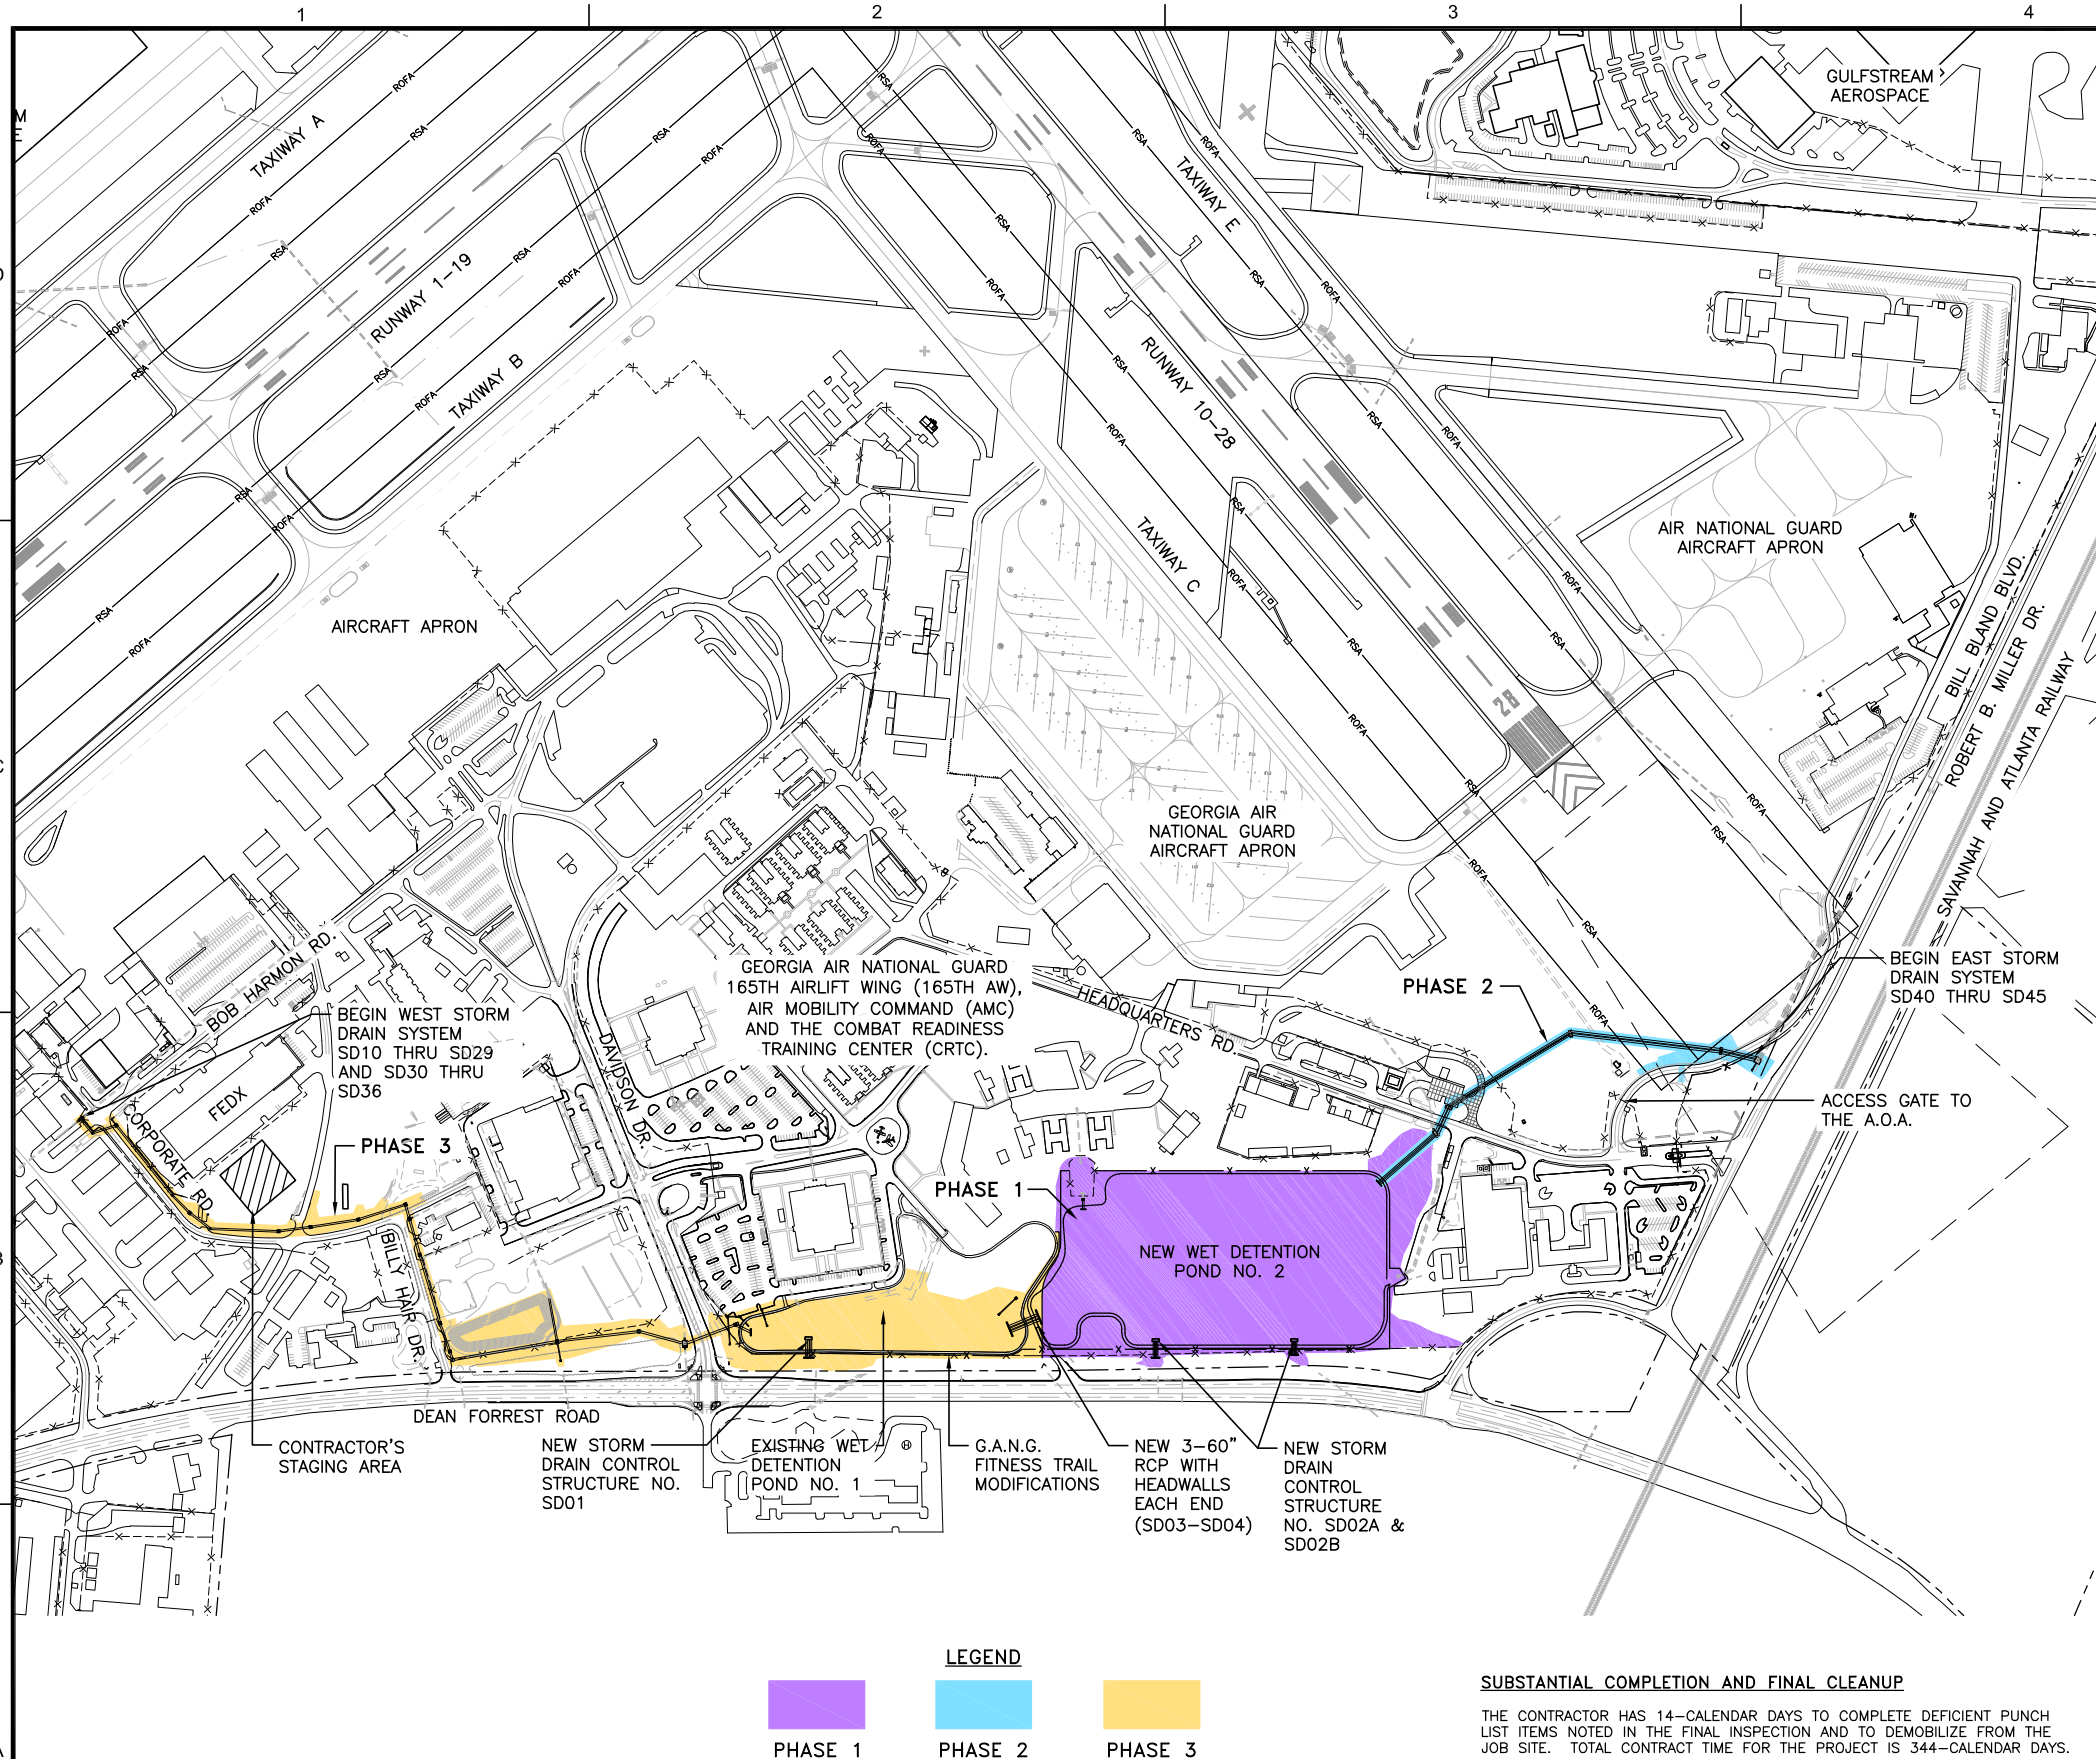 1
2
3
4
M
E
D
C
B
A
GULFSTREAM
AEROSPACE
TAXIWAY A
RUNWAY 1-19
TAXIWAY B
TAXIWAY E
RUNWAY 10-28
TAXIWAY C
ROFA
RSA
28
AIRCRAFT APRON
AIR NATIONAL GUARD
AIRCRAFT APRON
BILL BLAND BLVD.
ROBERT B. MILLER DR.
SAVANNAH AND ATLANTA RAILWAY
GEORGIA AIR
NATIONAL GUARD
AIRCRAFT APRON
GEORGIA AIR NATIONAL GUARD
165TH AIRLIFT WING (165TH AW),
AIR MOBILITY COMMAND (AMC)
AND THE COMBAT READINESS
TRAINING CENTER (CRTC).
HEADQUARTERS RD.
BOB HARMON RD.
DAVIDSON DR.
BEGIN WEST STORM
DRAIN SYSTEM
SD10 THRU SD29
AND SD30 THRU
SD36
FEDX
CORPORATE RD.
PHASE 3
BILLY HAIR DR.
PHASE 2
BEGIN EAST STORM
DRAIN SYSTEM
SD40 THRU SD45
ACCESS GATE TO
THE A.O.A.
PHASE 1
NEW WET DETENTION
POND NO. 2
DEAN FORREST ROAD
CONTRACTOR'S
STAGING AREA
NEW STORM
DRAIN CONTROL
STRUCTURE NO.
SD01
EXISTING WET
DETENTION
POND NO. 1
G.A.N.G.
FITNESS TRAIL
MODIFICATIONS
NEW 3-60"
RCP WITH
HEADWALLS
EACH END
(SD03-SD04)
NEW STORM
DRAIN
CONTROL
STRUCTURE
NO. SD02A &
SD02B
LEGEND
PHASE 1
PHASE 2
PHASE 3
SUBSTANTIAL COMPLETION AND FINAL CLEANUP
THE CONTRACTOR HAS 14-CALENDAR DAYS TO COMPLETE DEFICIENT PUNCH
LIST ITEMS NOTED IN THE FINAL INSPECTION AND TO DEMOBILIZE FROM THE
JOB SITE. TOTAL CONTRACT TIME FOR THE PROJECT IS 344-CALENDAR DAYS.